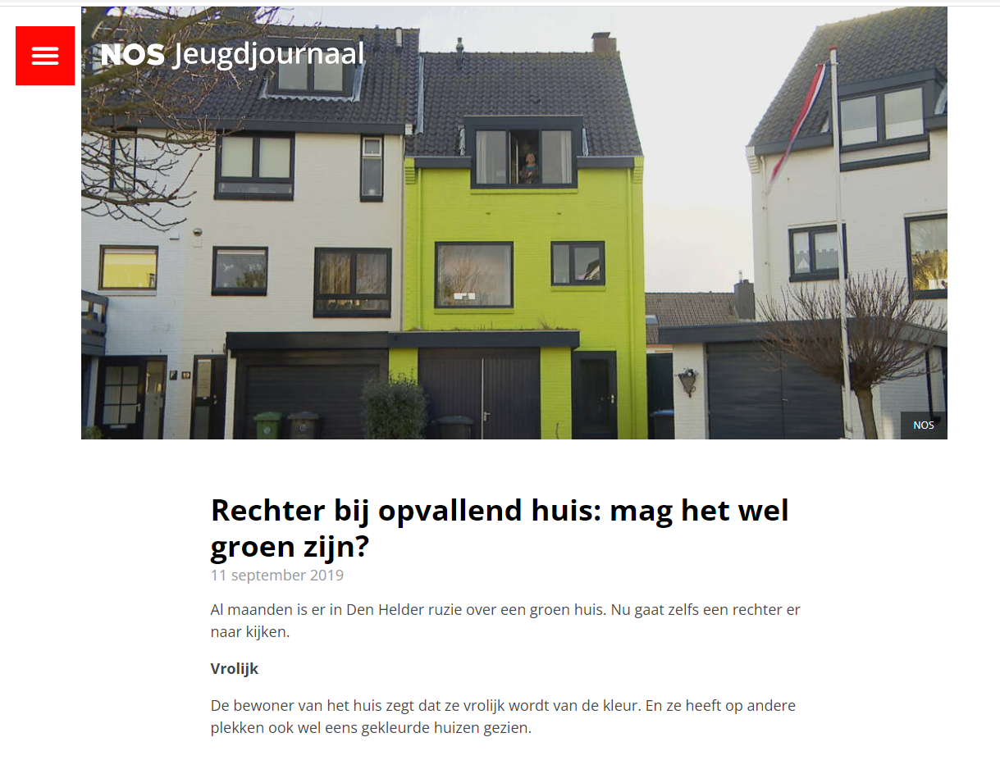 NOS Jeugdjournaal
19
NOS
Rechter bij opvallend huis: mag het wel
groen zijn?
11 september 2019
Al maanden is er in Den Helder ruzie over een groen huis. Nu gaat zelfs een rechter er
naar kijken.
Vrolijk
De bewoner van het huis zegt dat ze vrolijk wordt van de kleur. En ze heeft op andere
plekken ook wel eens gekleurde huizen gezien.